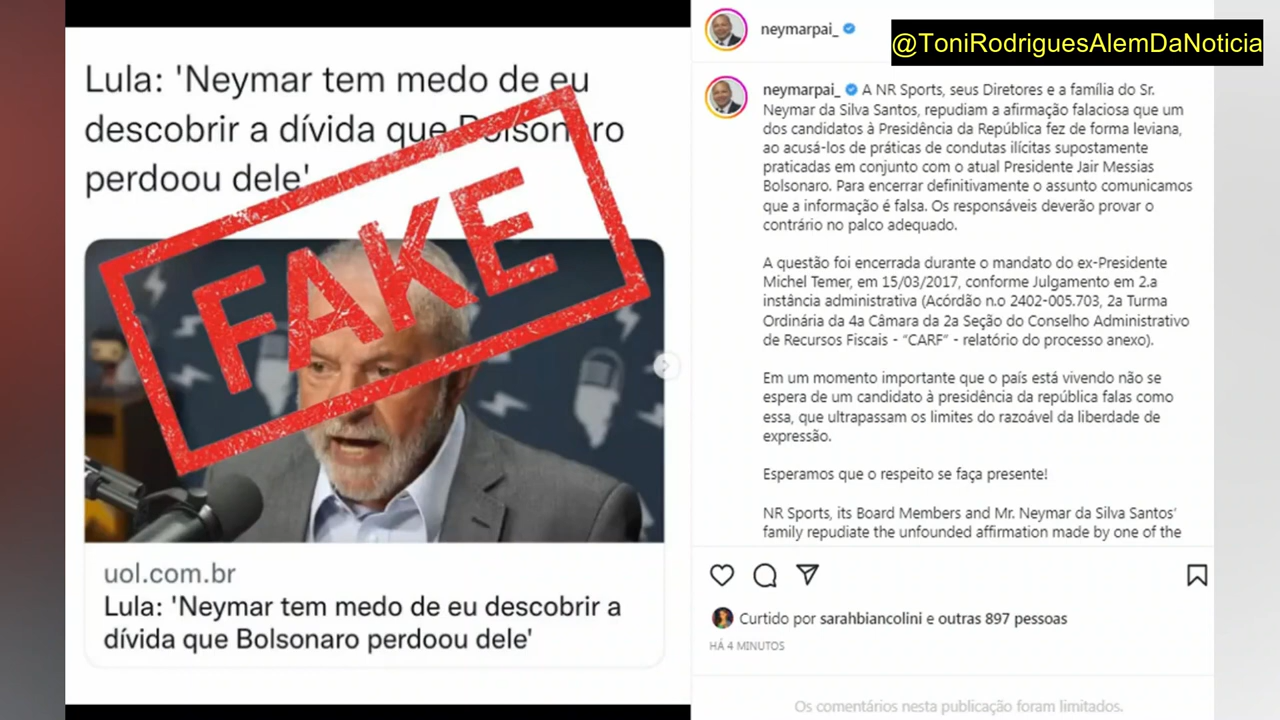 Lula: 'Neymar tem medo de eu
descobrir a dívida que Bolsonaro
perdoou dele'
FAKE
uol.com.br
Lula: 'Neymar tem medo de eu descobrir a
dívida que Bolsonaro perdoou dele'
neymarpai_
@ToniRodriguesAlemDaNoticia
neymarpai_ A NR Sports, seus Diretores e a família do Sr.
Neymar da Silva Santos, repudiam a afirmação falaciosa que um
dos candidatos à Presidência da República fez de forma leviana,
ao acusá-los de práticas de condutas ilícitas supostamente
praticadas em conjunto com o atual Presidente Jair Messias
Bolsonaro. Para encerrar definitivamente o assunto comunicamos
que a informação é falsa. Os responsáveis deverão provar o
contrário no palco adequado.
A questão foi encerrada durante o mandato do ex-Presidente
Michel Temer, em 15/03/2017, conforme Julgamento em 2.a
instância administrativa (Acórdão n.o 2402-005.703, 2a Turma
Ordinária da 4a Câmara da 2a Seção do Conselho Administrativo
de Recursos Fiscais - "CARF" - relatório do processo anexo).
Em um momento importante que o país está vivendo não se
espera de um candidato à presidência da república falas como
essa, que ultrapassam os limites do razoável da liberdade de
expressão.
Esperamos que o respeito se faça presente!
NR Sports, its Board Members and Mr. Neymar da Silva Santos'
family repudiate the unfounded affirmation made by one of the
Curtido por sarahbiancolini e outras 897 pessoas
HÁ 4 MINUTOS
Os comentários nesta publicação foram limitados.